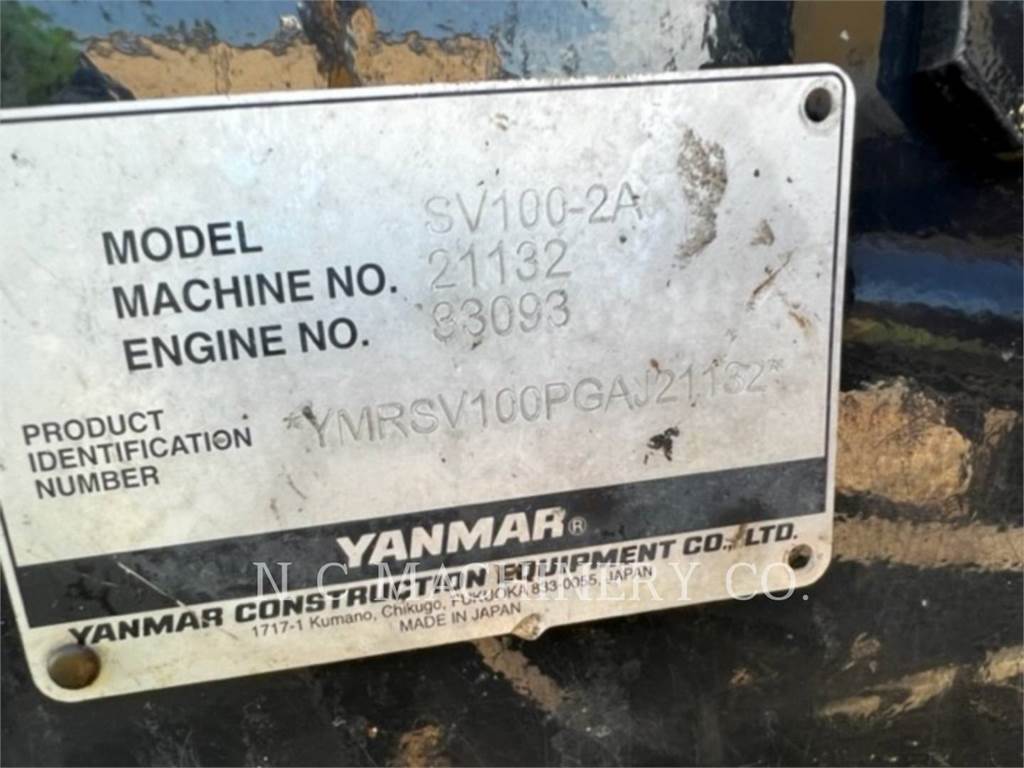 MODEL SV100-2A
MACHINE NO. 21132
ENGINE NO. 83093
PRODUCT
IDENTIFICATION
NUMBER
*YMRSV100PGAJ21132*
YANMAR®
YANMAR CONSTRUCTION EQUIPMENT CO., LTD.
1717-1 Kumano, Chikugo, FUKUOKA 833-0055, JAPAN
MADE IN JAPAN
N C MACHINERY CO.